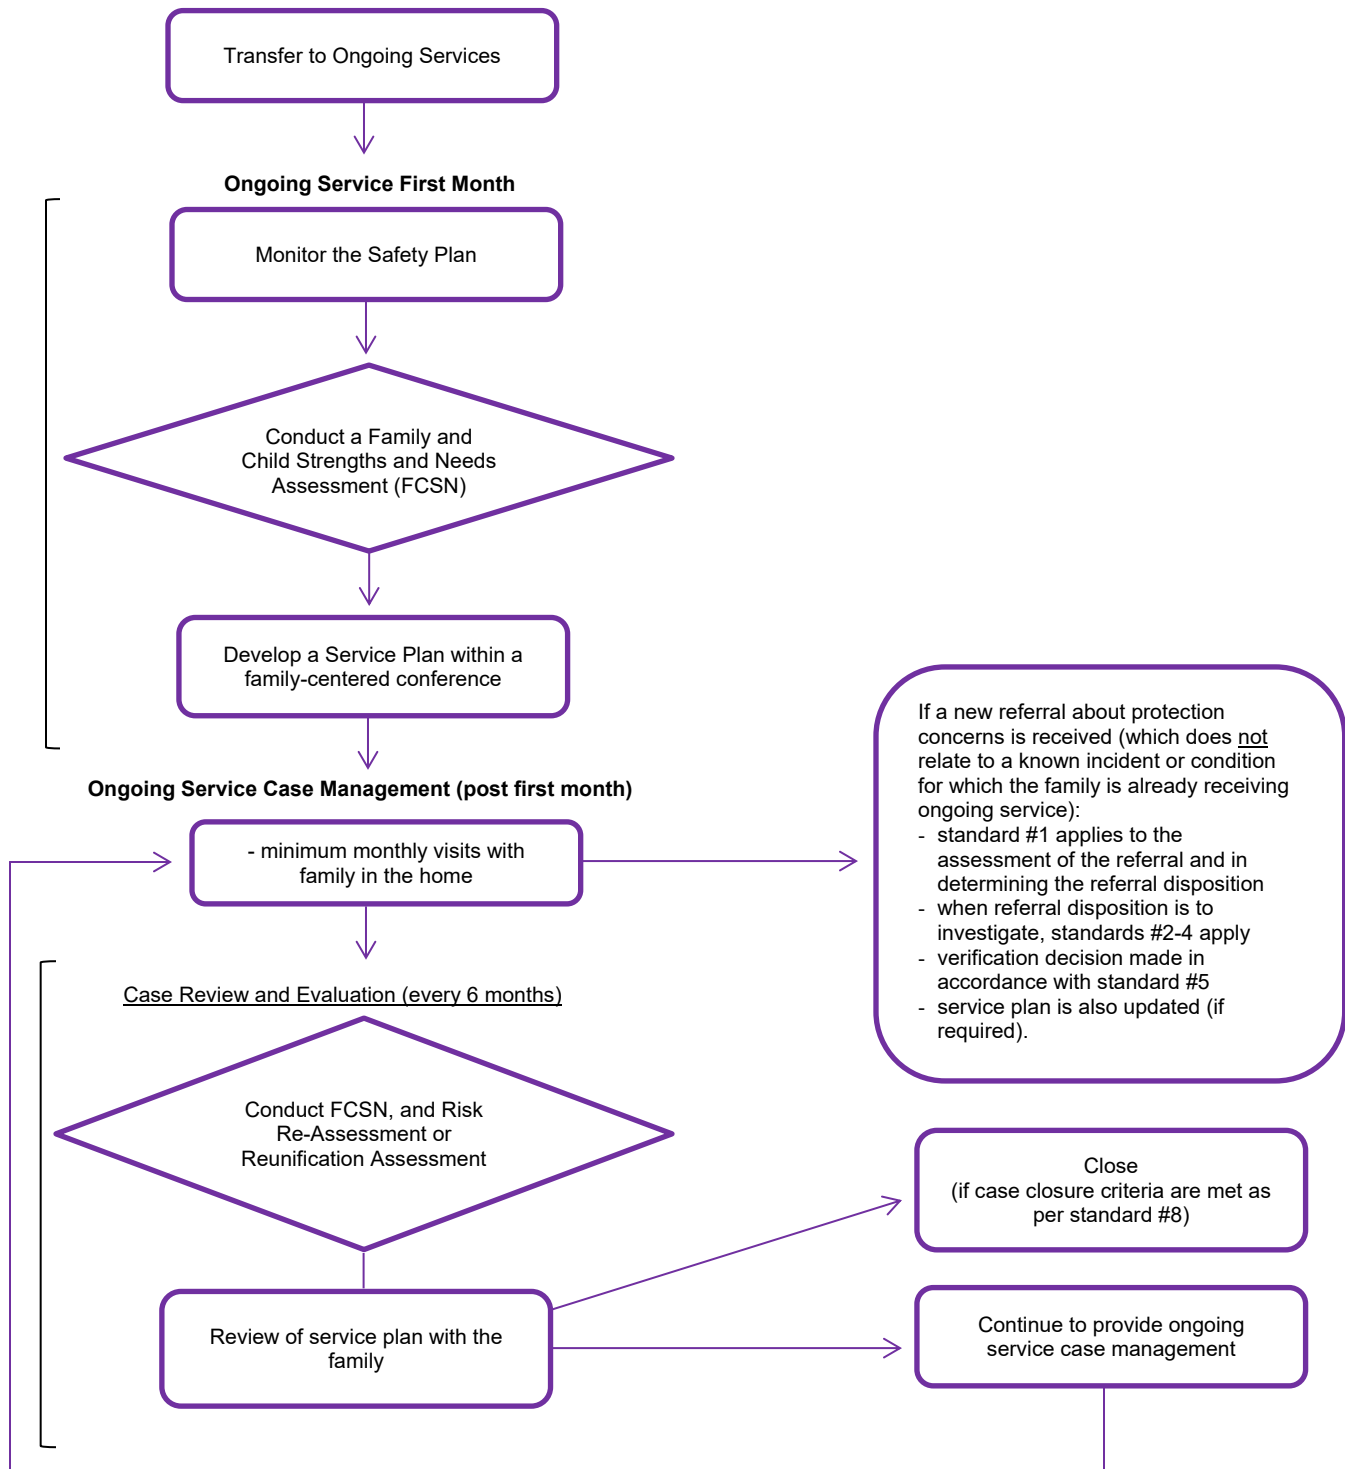 Transfer to Ongoing Services
Ongoing Service First Month
Monitor the Safety Plan
Conduct a Family and
Child Strengths and Needs
Assessment (FCSN)
Develop a Service Plan within a
family-centered conference
Ongoing Service Case Management (post first month)
- minimum monthly visits with
family in the home
If a new referral about protection
concerns is received (which does not
relate to a known incident or condition
for which the family is already receiving
ongoing service):
- standard #1 applies to the
assessment of the referral and in
determining the referral disposition
- when referral disposition is to
investigate, standards #2-4 apply
- verification decision made in
accordance with standard #5
- service plan is also updated (if
required).
Case Review and Evaluation (every 6 months)
Conduct FCSN, and Risk
Re-Assessment or
Reunification Assessment
Close
(if case closure criteria are met as
per standard #8)
Review of service plan with the
family
Continue to provide ongoing
service case management